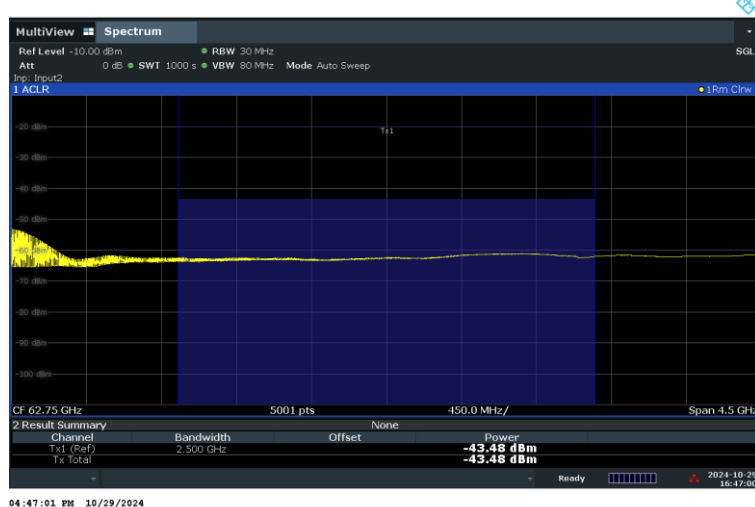 MultiView Spectrum
Ref Level -10.00 dBm RBW 30 MHz SGL
Att 0 dB SWT 1000 s VBW 80 MHz Mode Auto Sweep
Inp: Input2
1 ACLR 1Rm Clrw
Tx1
-20 dBm
-30 dBm
-40 dBm
-50 dBm
-60 dBm
-70 dBm
-80 dBm
-90 dBm
-100 dBm
CF 62.75 GHz 5001 pts 450.0 MHz/ Span 4.5 GHz
2 Result Summary None
Channel Bandwidth Offset Power
Tx1 (Ref) 2.500 GHz -43.48 dBm
Tx Total -43.48 dBm
Ready 2024-10-29
16:47:00
04:47:01 PM 10/29/2024